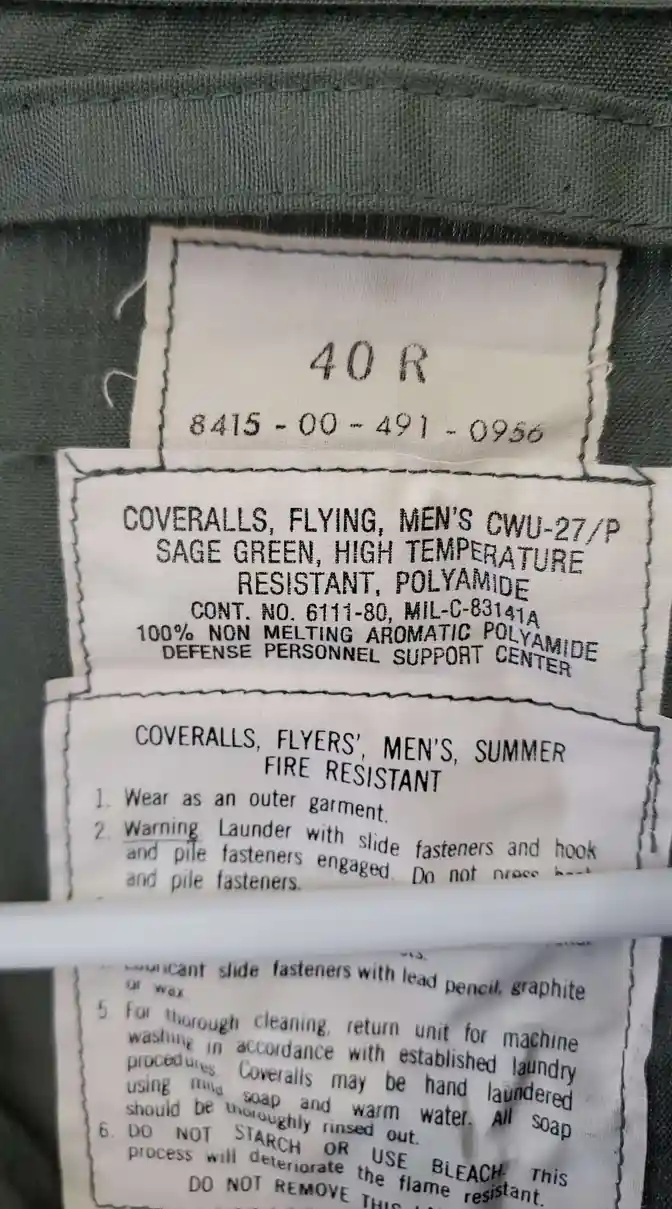 40 R
8415 - 00 - 491 - 0956
COVERALLS, FLYING, MEN'S CWU-27/P
SAGE GREEN, HIGH TEMPERATURE
RESISTANT, POLYAMIDE
CONT. NO. 6111-80, MIL-C-83141A
100% NON MELTING AROMATIC POLYAMIDE
DEFENSE PERSONNEL SUPPORT CENTER
COVERALLS, FLYERS', MEN'S, SUMMER
FIRE RESISTANT
1. Wear as an outer garment.
2. Warning. Launder with slide fasteners and hook
and pile fasteners engaged. Do not press
and pile fasteners.
slide fasteners with lead pencil, graphite
or wax
5. For thorough cleaning, return unit for machine
washing in accordance with established laundry
procedures. Coveralls may be hand laundered
using mild soap and warm water. All soap
should be thoroughly rinsed out.
6. DO NOT STARCH OR USE BLEACH. This
process will deteriorate the flame resistant.
DO NOT REMOVE THIS